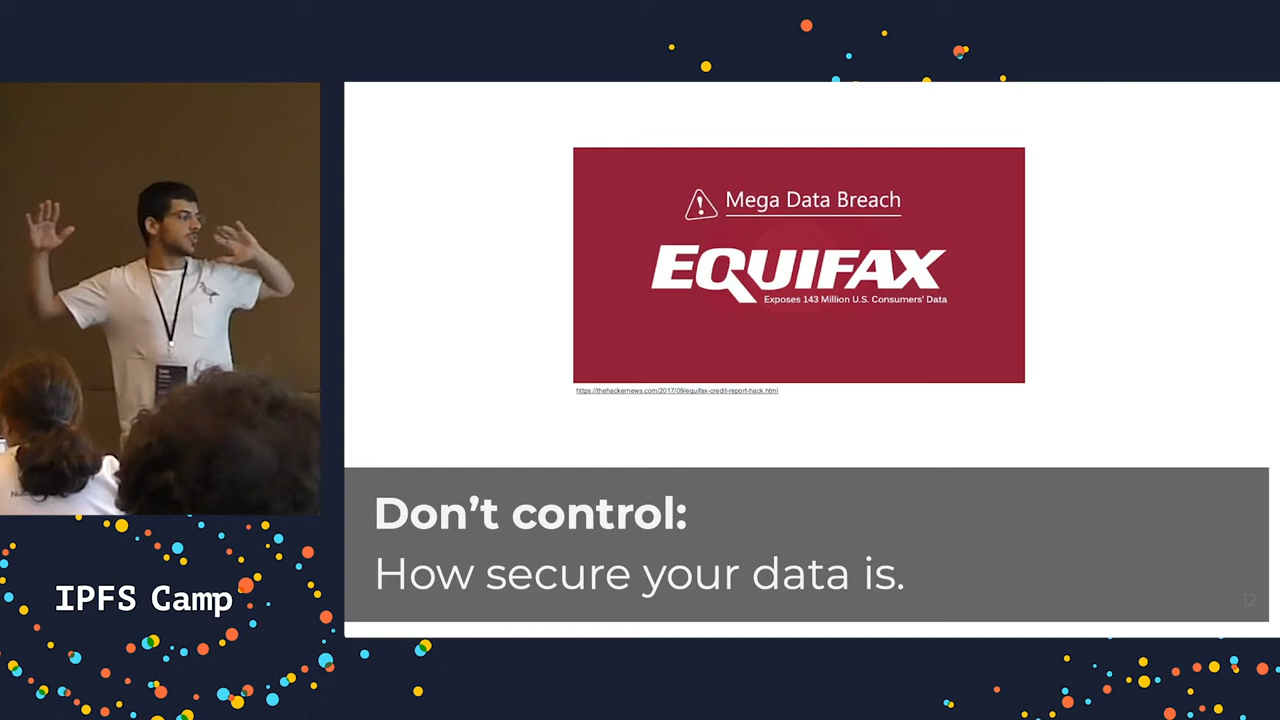 Mega Data Breach
EQUIFAX
Exposes 143 Million U.S. Consumers' Data
https://thehackernews.com/2017/09/equifax-credit-report-hack.html
Don't control:
How secure your data is.
12
IPFS Camp